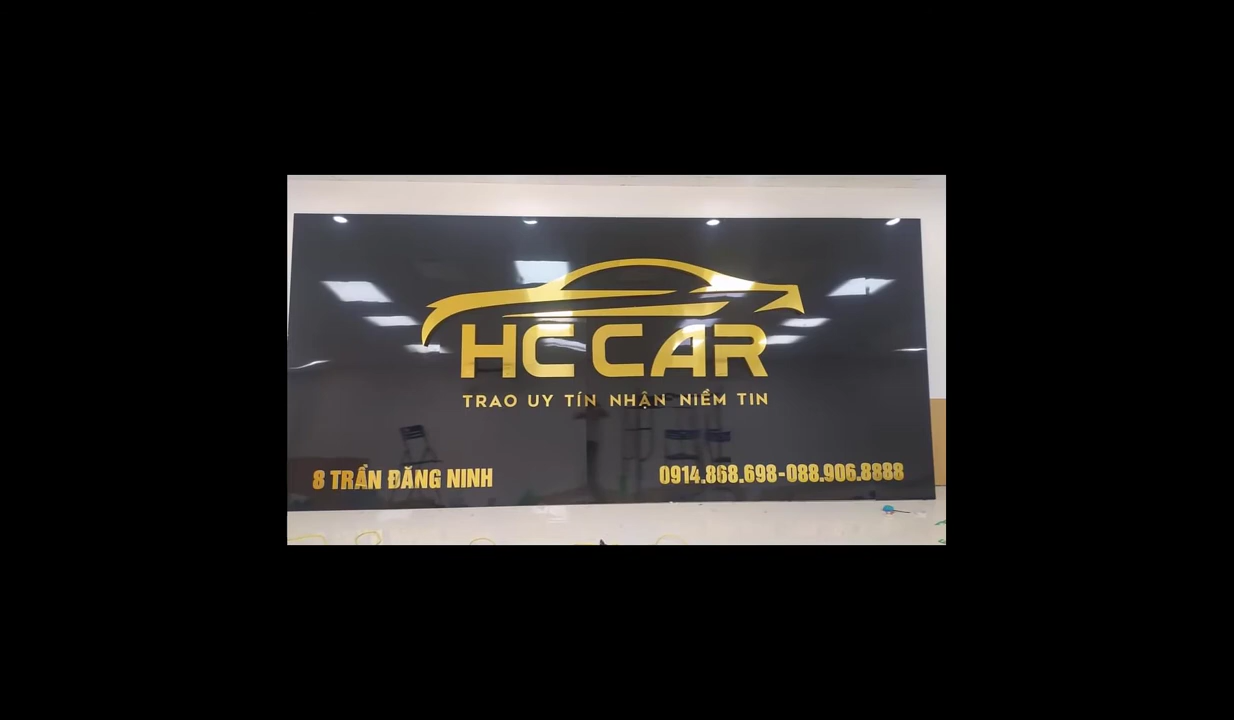 HC CAR
TRAO UY TÍN NHẬN NIỀM TIN
8 TRẦN ĐĂNG NINH
0914.868.698-088.906.8888